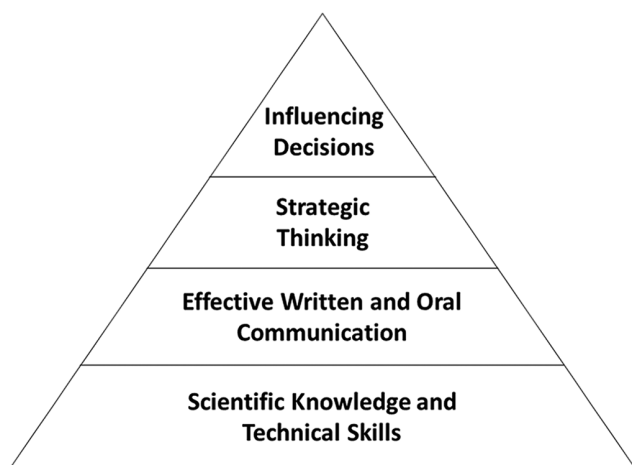 Influencing
Decisions
Strategic
Thinking
Effective Written and Oral
Communication
Scientific Knowledge and
Technical Skills